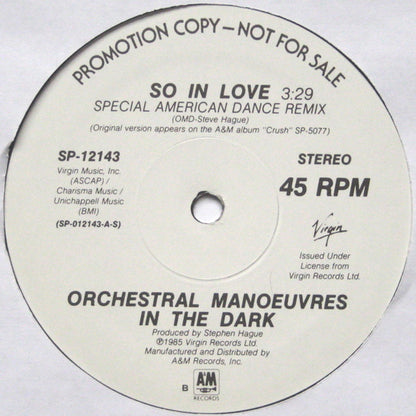 PROMOTION COPY—NOT FOR SALE
SO IN LOVE 3:29
SPECIAL AMERICAN DANCE REMIX
(OMD-Steve Hague)
(Original version appears on the A&M album "Crush" SP-5077)
SP-12143
Virgin Music, Inc.
(ASCAP) /
Charisma Music /
Unichappell Music
(BMI)
(SP-012143-A-S)
STEREO
45 RPM
Virgin
Issued Under
License from
Virgin Records Ltd.
ORCHESTRAL MANOEUVRES
IN THE DARK
Produced by Stephen Hague
℗1985 Virgin Records Ltd.
Manufactured and Distributed by
A&M Records, Inc.
B
A&M
RECORDS